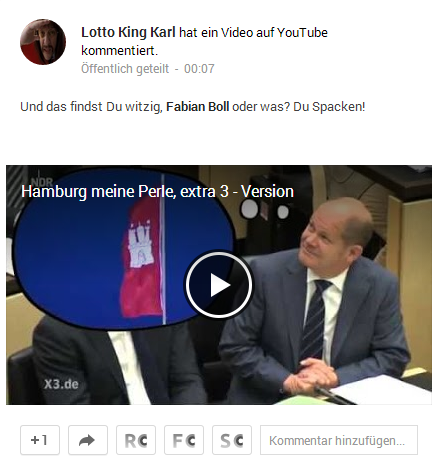 Lotto King Karl hat ein Video auf YouTube
kommentiert.
Öffentlich geteilt - 00:07
Und das findst Du witzig, Fabian Boll oder was? Du Spacken!
NDR
Hamburg meine Perle, extra 3 - Version
X3.de
+1
RC
FC
SC
Kommentar hinzufügen...